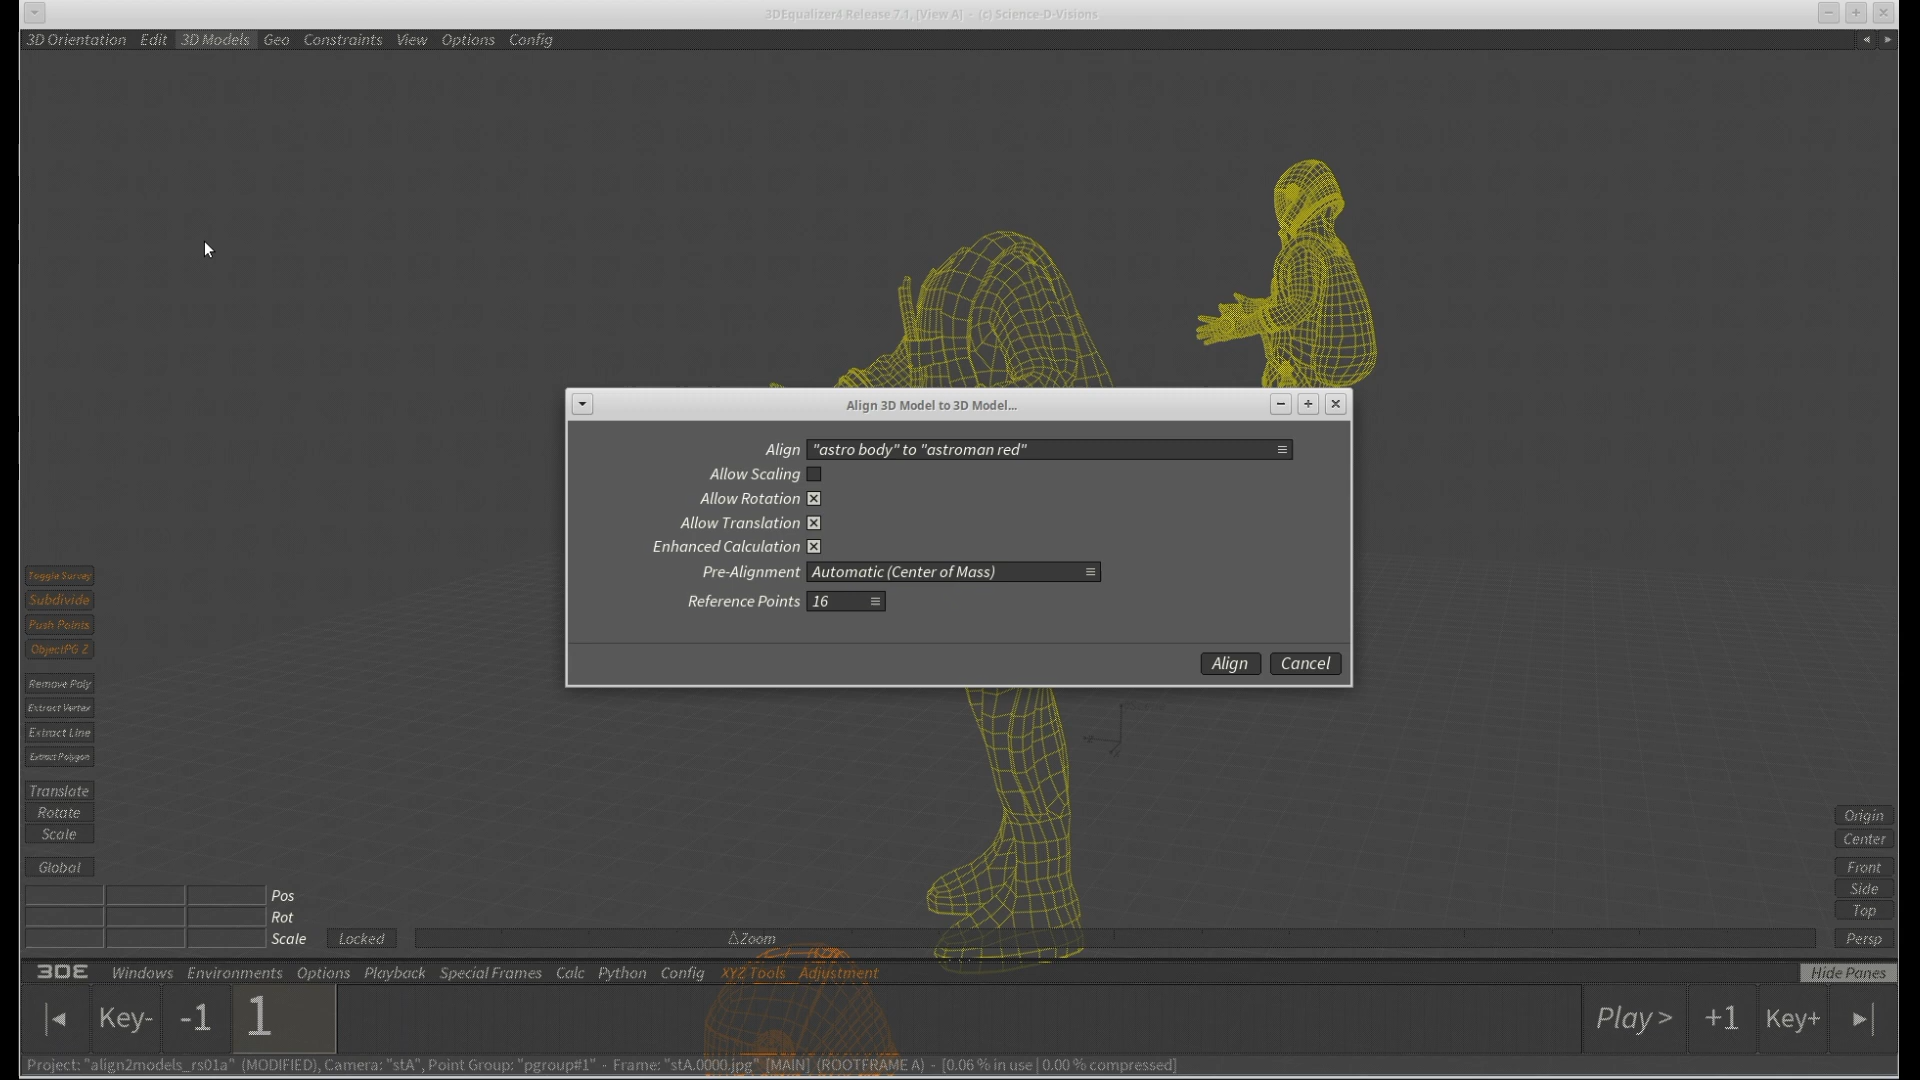 3DEqualizer4 Release 7.1, [View A] - (c) Science-D-Visions
3D Orientation Edit 3D Models Geo Constraints View Options Config
Align 3D Model to 3D Model...
Align "astro body" to "astroman red"
Allow Scaling
Allow Rotation
Allow Translation
Enhanced Calculation
Pre-Alignment Automatic (Center of Mass)
Reference Points 16
Align Cancel
Toggle Survey
Subdivide
Push Points
ObjectPG Z
Remove Poly
Extract Vertex
Extract Line
Extract Polygon
Translate
Rotate
Scale
Global
Pos
Rot
Scale Locked △Zoom
Origin
Center
Front
Side
Top
Persp
3DE Windows Environments Options Playback Special Frames Calc Python Config XYZ Tools Adjustment Hide Panes
Key- -1 1 Play > +1 Key+
Project: "align2models_rs01a" (MODIFIED), Camera: "stA", Point Group: "pgroup#1" - Frame: "stA.0000.jpg" [MAIN] (ROOTFRAME A) - [0.06 % in use | 0.00 % compressed]